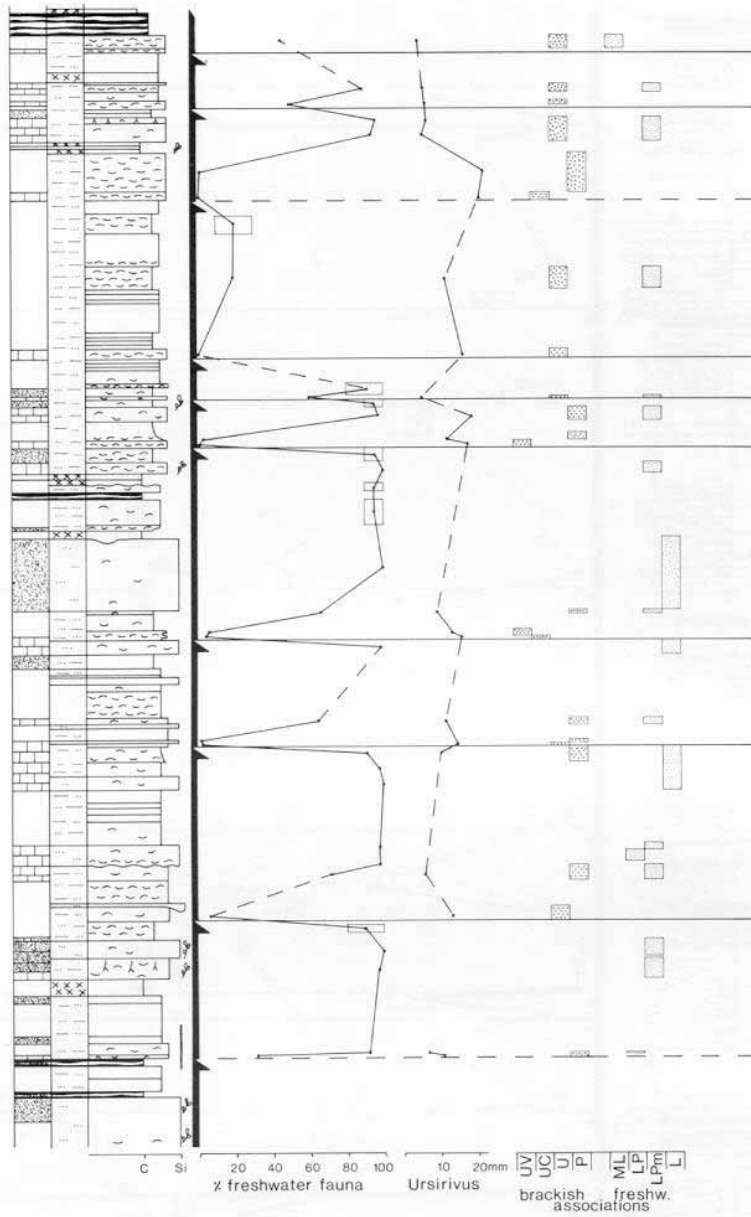 C Si
20 40 60 80 100
% freshwater fauna
10 20mm
Ursirivus
UV UC U P ML LP LPm L
brackish freshw.
associations